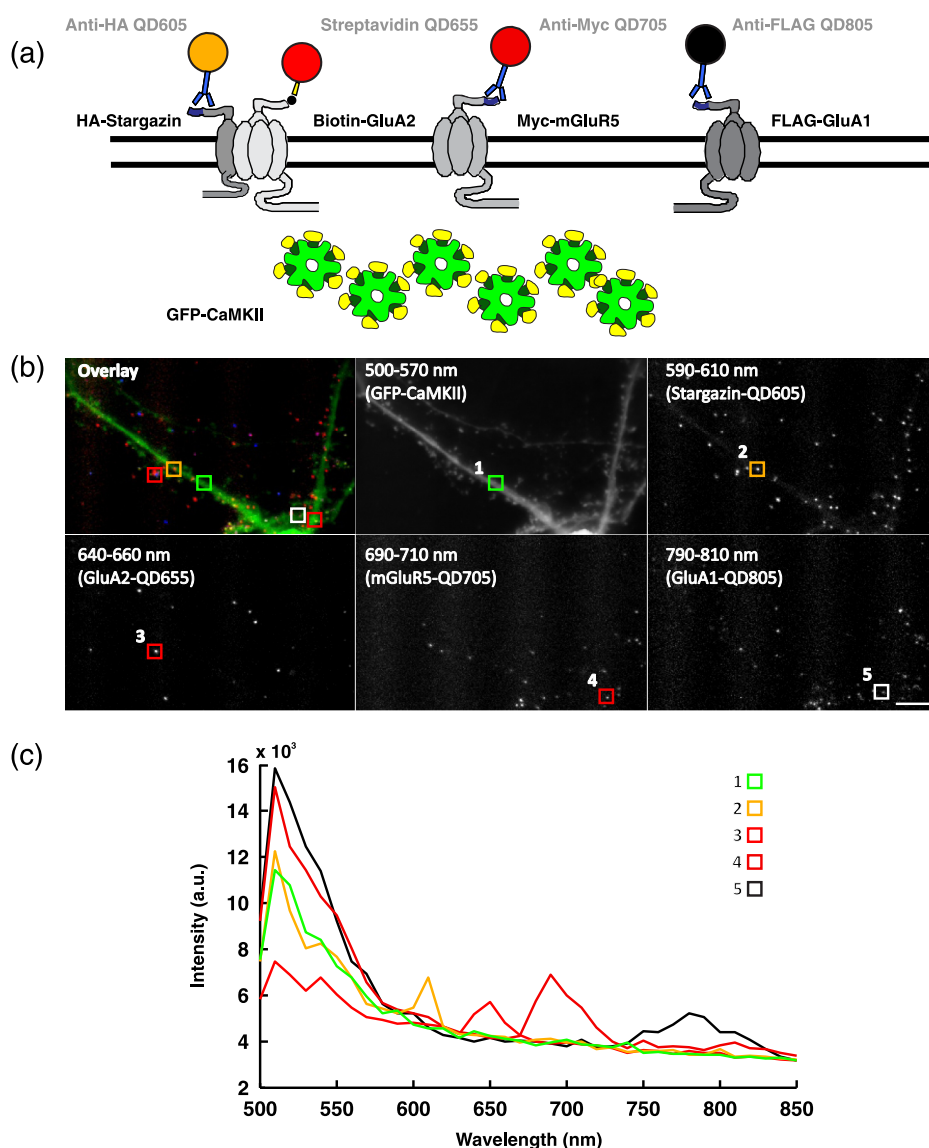 (a)
Anti-HA QD605
Streptavidin QD655
Anti-Myc QD705
Anti-FLAG QD805
HA-Stargazin
Biotin-GluA2
Myc-mGluR5
FLAG-GluA1
GFP-CaMKII
(b)
Overlay
500-570 nm
(GFP-CaMKII)
1
590-610 nm
(Stargazin-QD605)
2
640-660 nm
(GluA2-QD655)
3
690-710 nm
(mGluR5-QD705)
4
790-810 nm
(GluA1-QD805)
5
(c)
x 10³
16
14
12
10
8
6
4
2
Intensity (a.u.)
500 550 600 650 700 750 800 850
Wavelength (nm)
1
2
3
4
5